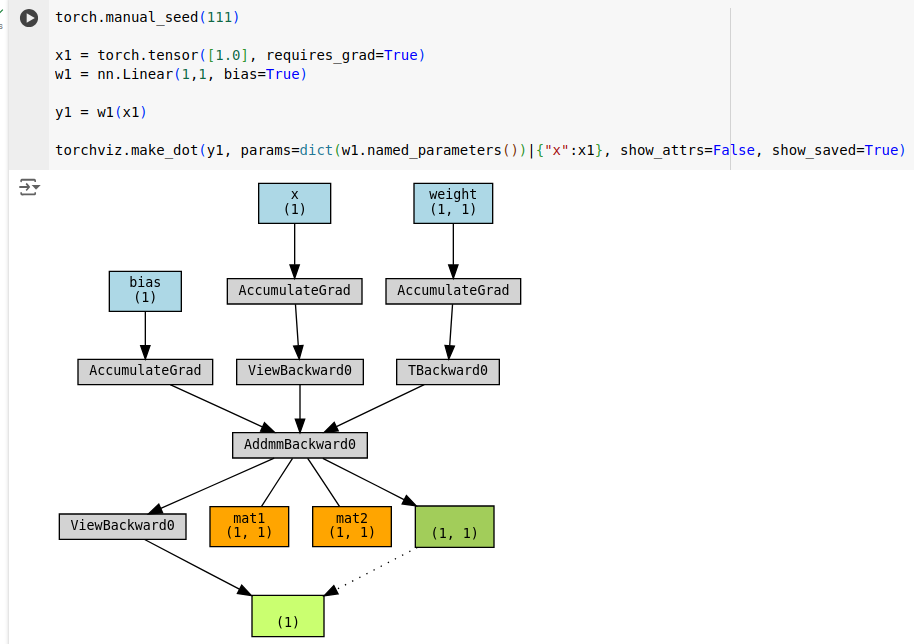 torch.manual_seed(111)
x1 = torch.tensor([1.0], requires_grad=True)
w1 = nn.Linear(1,1, bias=True)
y1 = w1(x1)
torchviz.make_dot(y1, params=dict(w1.named_parameters())|{"x":x1}, show_attrs=False, show_saved=True)
x
(1)
weight
(1, 1)
bias
(1)
AccumulateGrad
AccumulateGrad
AccumulateGrad
ViewBackward0
TBackward0
AddmmBackward0
ViewBackward0
mat1
(1, 1)
mat2
(1, 1)
(1, 1)
(1)